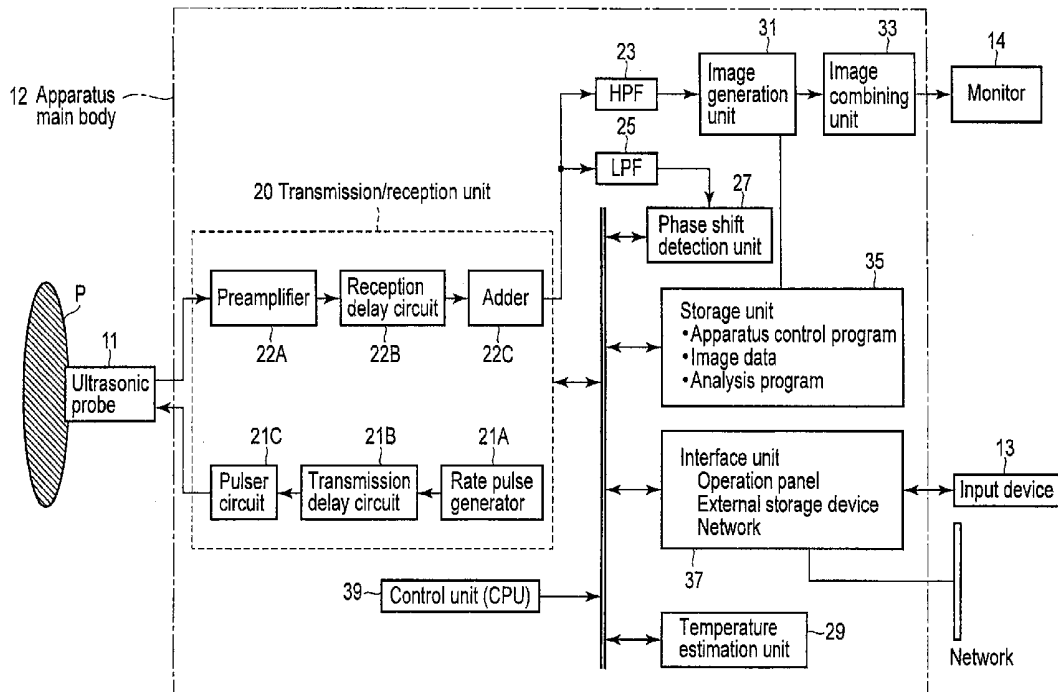 12 Apparatus
main body
23
HPF
25
LPF
31
Image
generation
unit
33
Image
combining
unit
14
Monitor
20 Transmission/reception unit
27
Phase shift
detection unit
P
11
Ultrasonic
probe
Preamplifier
22A
Reception
delay circuit
22B
Adder
22C
35
Storage unit
•Apparatus control program
•Image data
•Analysis program
21C
Pulser
circuit
21B
Transmission
delay circuit
21A
Rate pulse
generator
Interface unit
Operation panel
External storage device
Network
37
13
Input device
39
Control unit (CPU)
Temperature
estimation unit
29
Network